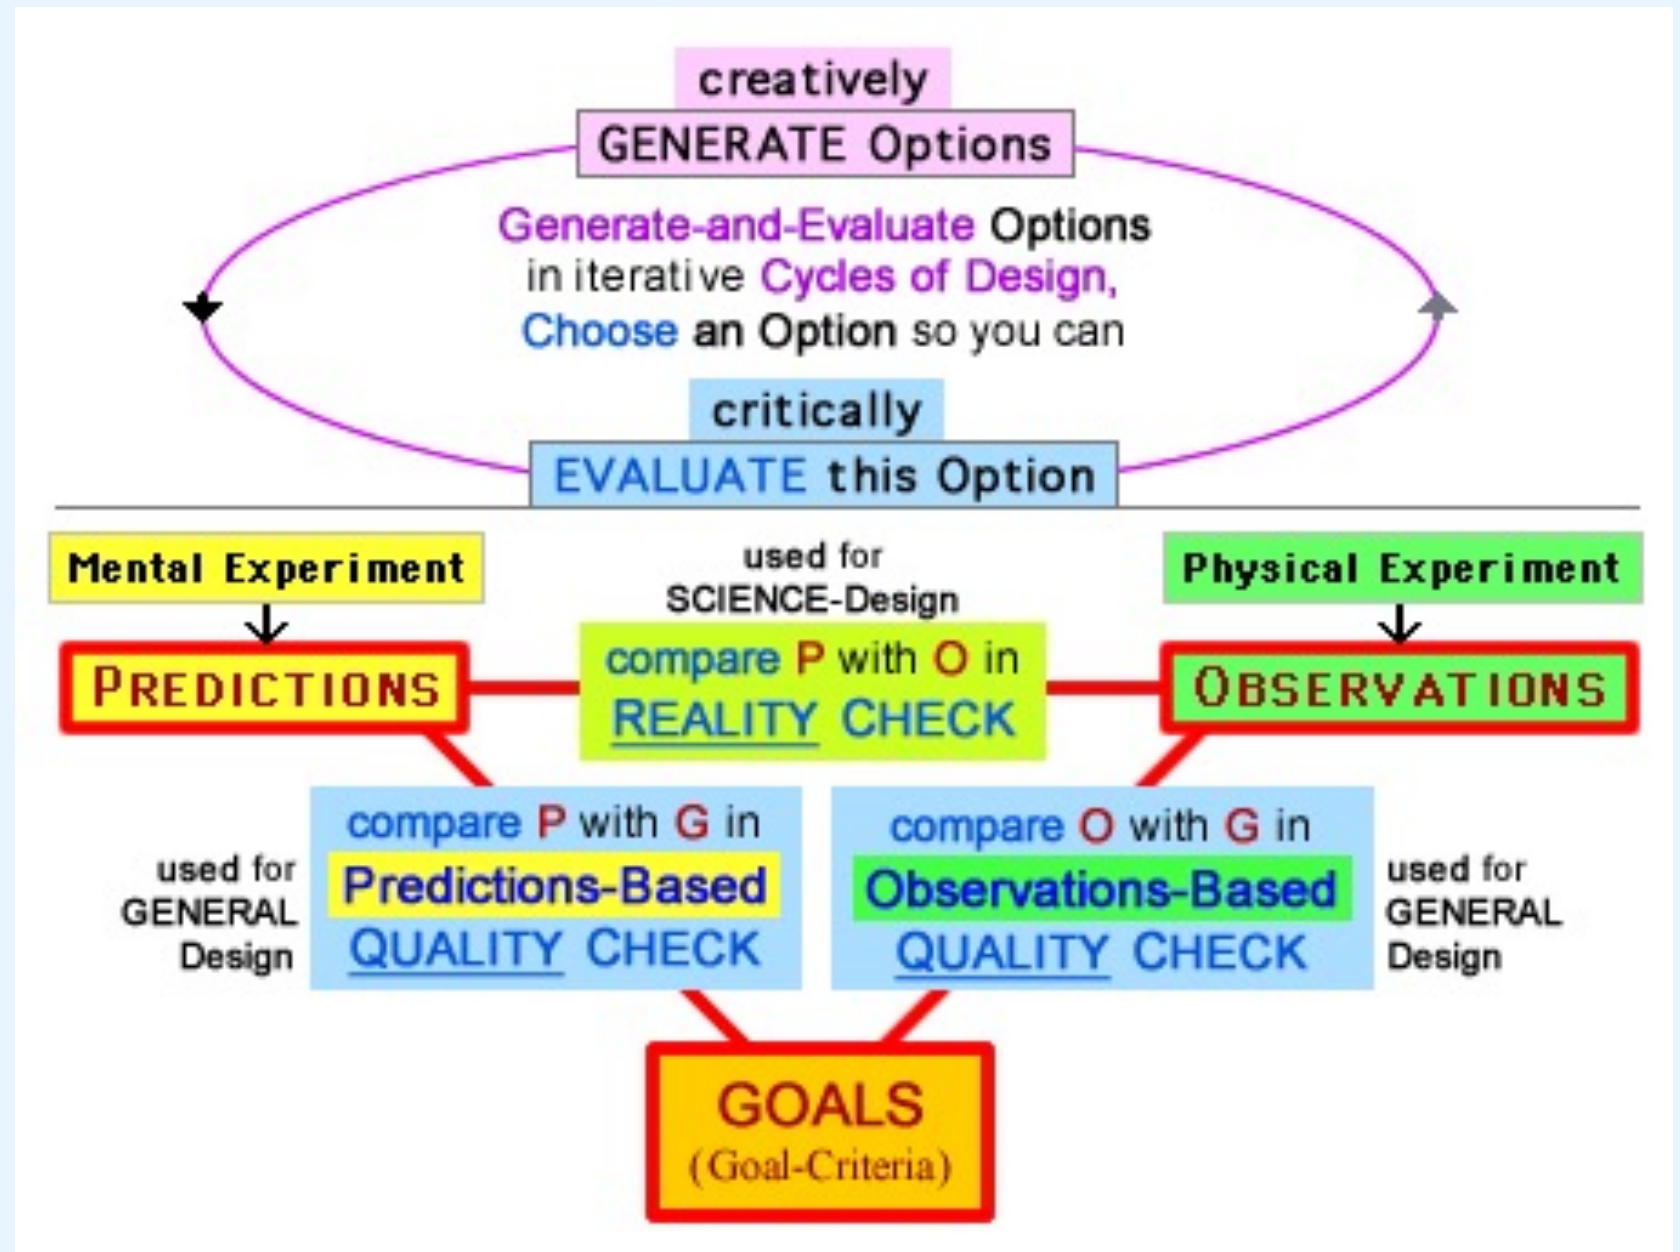 creatively
GENERATE Options
Generate-and-Evaluate Options
in iterative Cycles of Design,
Choose an Option so you can
critically
EVALUATE this Option
Mental Experiment
PREDICTIONS
used for
SCIENCE-Design
compare P with O in
REALITY CHECK
Physical Experiment
OBSERVATIONS
used for
GENERAL
Design
compare P with G in
Predictions-Based
QUALITY CHECK
compare O with G in
Observations-Based
QUALITY CHECK
used for
GENERAL
Design
GOALS
(Goal-Criteria)